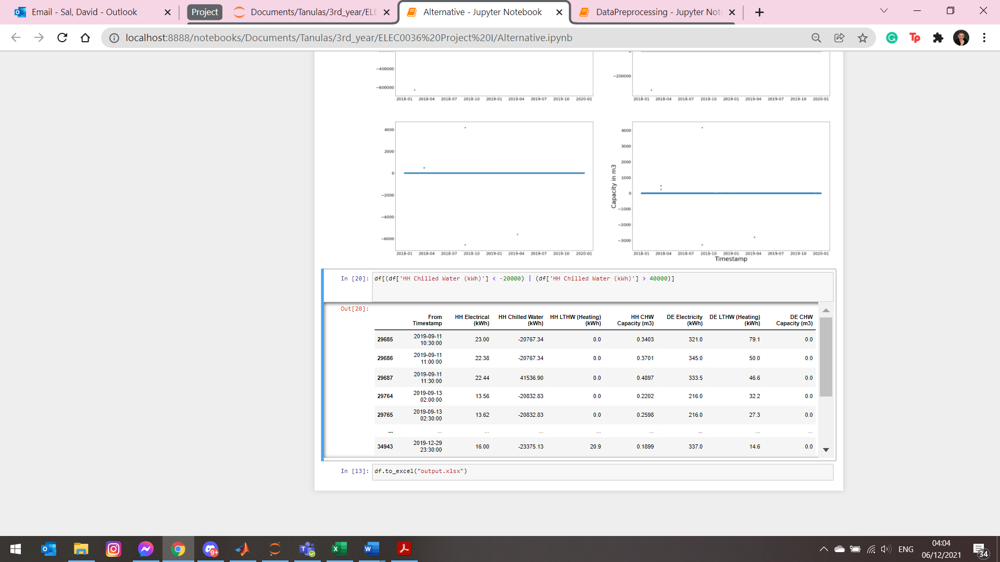 Email - Sal, David - Outlook
Project
Documents/Tanulas/3rd_year/ELE
Alternative - Jupyter Notebook
DataPreprocessing - Jupyter Note
localhost:8888/notebooks/Documents/Tanulas/3rd_year/ELEC0036%20Project%20I/Alternative.ipynb
−400000
−600000
2018-01 2018-04 2018-07 2018-10 2019-01 2019-04 2019-07 2019-10 2020-01
0
−200000
2018-01 2018-04 2018-07 2018-10 2019-01 2019-04 2019-07 2019-10 2020-01
4000
2000
0
−2000
−4000
−6000
2018-01 2018-04 2018-07 2018-10 2019-01 2019-04 2019-07 2019-10 2020-01
Capacity in m3
4000
3000
2000
1000
0
−1000
−2000
−3000
2018-01 2018-04 2018-07 2018-10 2019-01 2019-04 2019-07 2019-10 2020-01
Timestamp
In [20]: df[(df['HH Chilled Water (kWh)'] < -20000) | (df['HH Chilled Water (kWh)'] > 40000)]
Out[20]:
From HH Electrical HH Chilled Water HH LTHW (Heating) HH CHW DE Electricity DE LTHW (Heating) DE CHW
Timestamp (kWh) (kWh) (kWh) Capacity (m3) (kWh) (kWh) Capacity (m3)
29685 2019-09-11 10:30:00 23.00 -20767.34 0.0 0.3403 321.0 79.1 0.0
29686 2019-09-11 11:00:00 22.38 -20767.34 0.0 0.3701 345.0 50.0 0.0
29687 2019-09-11 11:30:00 22.44 41536.90 0.0 0.4897 333.5 46.6 0.0
29764 2019-09-13 02:00:00 13.56 -20832.83 0.0 0.2202 216.0 32.2 0.0
29765 2019-09-13 02:30:00 13.62 -20832.83 0.0 0.2598 216.0 27.3 0.0
... ... ... ... ... ... ... ... ...
34943 2019-12-29 23:30:00 16.00 -23375.13 20.9 0.1899 337.0 14.6 0.0
In [13]: df.to_excel("output.xlsx")
9+
ENG
04:04
06/12/2021
34